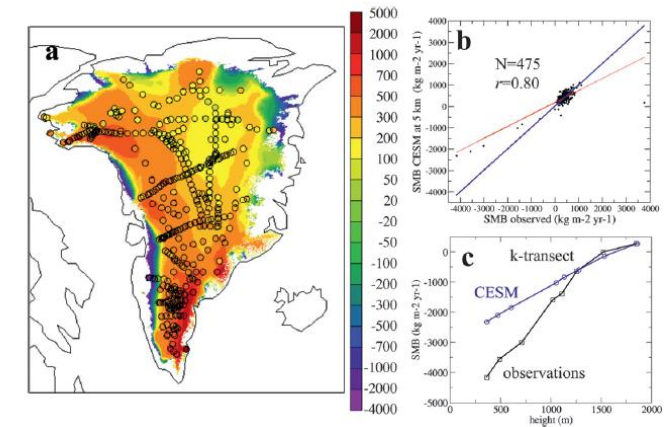 a
5000
2000
1000
700
500
300
200
100
50
20
-20
-50
-100
-200
-300
-500
-700
-1000
-2000
-4000
b
N=475
r=0.80
SMB CESM at 5 km (kg m-2 yr-1)
4000
3000
2000
1000
0
-1000
-2000
-3000
-4000
-4000 -3000 -2000 -1000 0 1000 2000 3000 4000
SMB observed (kg m-2 yr-1)
c
k-transect
CESM
observations
SMB (kg m-2 yr-1)
0
-1000
-2000
-3000
-4000
-5000
0 500 1000 1500 2000
height (m)